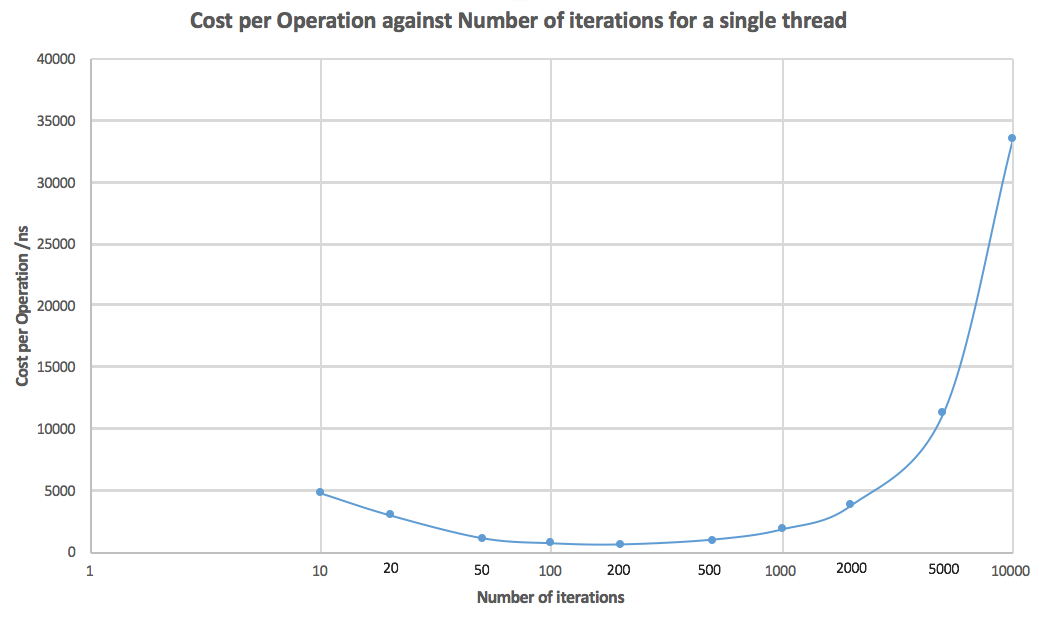 Cost per Operation against Number of iterations for a single thread
40000
35000
30000
25000
20000
15000
10000
5000
0
Cost per Operation /ns
1 10 20 50 100 200 500 1000 2000 5000 10000
Number of iterations